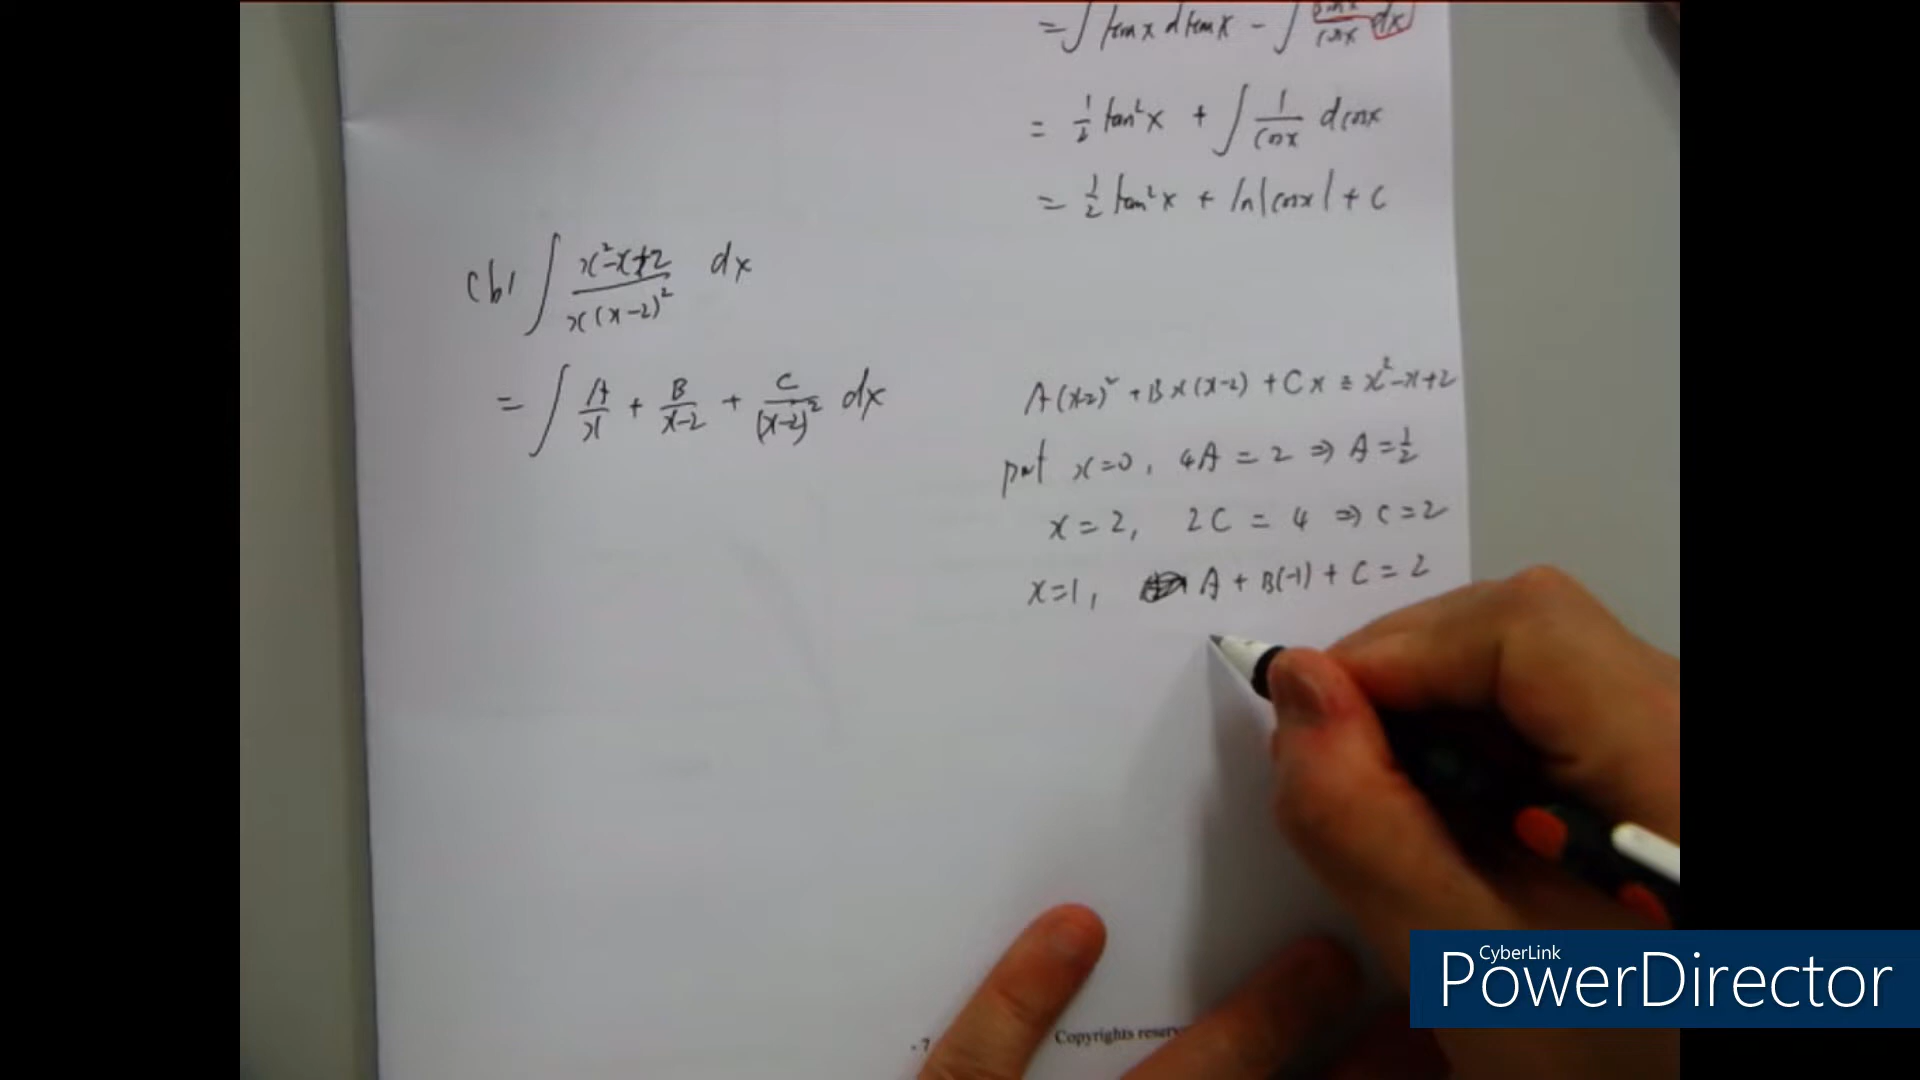 = ∫ tan x d tan x - ∫ sin x / cos x dx
= 1/2 tan²x + ∫ 1/cos x d cos x
= 1/2 tan²x + ln|cos x| + C
(b) ∫ x²-x+2 / x(x-2)² dx
= ∫ A/x + B/x-2 + C/(x-2)² dx
A(x-2)² + Bx(x-2) + Cx ≡ x²-x+2
put x=0, 4A = 2 ⇒ A = 1/2
x = 2, 2C = 4 ⇒ C = 2
x=1, A + B(-1) + C = 2
- 7
Copyrights
CyberLink
PowerDirector